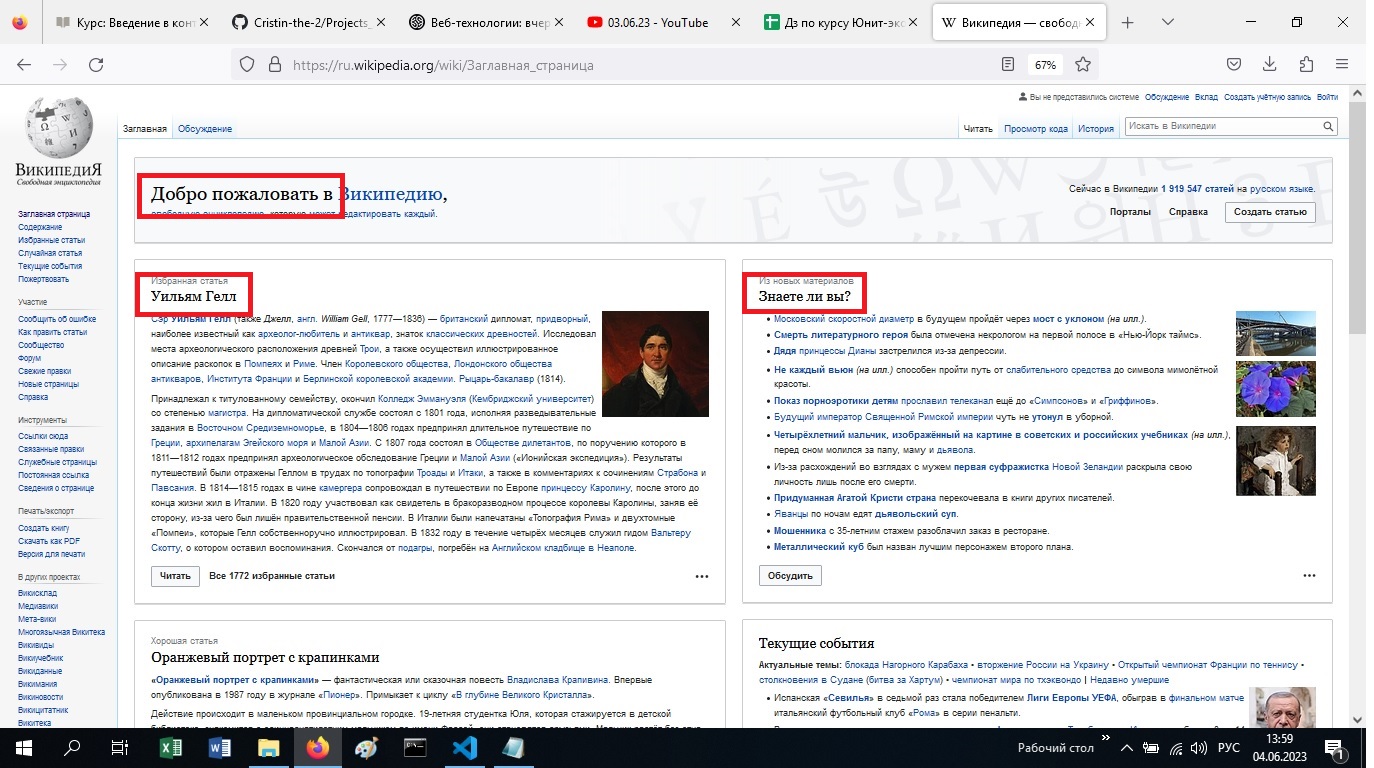 Курс: Введение в конт
Cristin-the-2/Projects_
Веб-технологии: вчер
03.06.23 - YouTube
Дз по курсу Юнит-экс
Википедия — свободн
https://ru.wikipedia.org/wiki/Заглавная_страница
67%
Вы не представились системе Обсуждение Вклад Создать учётную запись Войти
Заглавная Обсуждение
Читать Просмотр кода История
Искать в Википедии
ВИКИПЕДИЯ
Свободная энциклопедия
Заглавная страница
Содержание
Избранные статьи
Случайная статья
Текущие события
Пожертвовать
Участие
Сообщить об ошибке
Как править статьи
Сообщество
Форум
Свежие правки
Новые страницы
Справка
Инструменты
Ссылки сюда
Связанные правки
Служебные страницы
Постоянная ссылка
Сведения о странице
Печать/экспорт
Создать книгу
Скачать как PDF
Версия для печати
В других проектах
Викисклад
Медиавики
Мета-вики
Многоязычная Викитека
Викивиды
Викиучебник
Викиданные
Викимания
Викиновости
Викицитатник
Викитека
Добро пожаловать в Википедию,
свободную энциклопедию, которую может редактировать каждый.
Сейчас в Википедии 1 919 547 статей на русском языке.
Порталы Справка Создать статью
Избранная статья
Уильям Гелл
Сэр Уильям Гелл (также Джелл, англ. William Gell, 1777—1836) — британский дипломат, придворный,
наиболее известный как археолог-любитель и антиквар, знаток классических древностей. Исследовал
места археологического расположения древней Трои, а также осуществил иллюстрированное
описание раскопок в Помпеях и Риме. Член Королевского общества, Лондонского общества
антикваров, Института Франции и Берлинской королевской академии. Рыцарь-бакалавр (1814).
Принадлежал к титулованному семейству, окончил Колледж Эммануэля (Кембриджский университет)
со степенью магистра. На дипломатической службе состоял с 1801 года, исполняя разведывательные
задания в Восточном Средиземноморье, в 1804—1806 годах предпринял длительное путешествие по
Греции, архипелагам Эгейского моря и Малой Азии. С 1807 года состоял в Обществе дилетантов, по поручению которого в
1811—1812 годах предпринял археологическое обследование Греции и Малой Азии («Ионийская экспедиция»). Результаты
путешествий были отражены Геллом в трудах по топографии Троады и Итаки, а также в комментариях к сочинениям Страбона и
Павсания. В 1814—1815 годах в чине камергера сопровождал в путешествии по Европе принцессу Каролину, после этого до
конца жизни жил в Италии. В 1820 году участвовал как свидетель в бракоразводном процессе королевы Каролины, заняв её
сторону, из-за чего был лишён правительственной пенсии. В Италии были напечатаны «Топография Рима» и двухтомные
«Помпеи», которые Гелл собственноручно иллюстрировал. В 1832 году в течение четырёх месяцев служил гидом Вальтеру
Скотту, о котором оставил воспоминания. Скончался от подагры, погребён на Английском кладбище в Неаполе.
Читать Все 1772 избранные статьи
Из новых материалов
Знаете ли вы?
• Московский скоростной диаметр в будущем пройдёт через мост с уклоном (на илл.).
• Смерть литературного героя была отмечена некрологом на первой полосе в «Нью-Йорк таймс».
• Дядя принцессы Дианы застрелился из-за депрессии.
• Не каждый вьюн (на илл.) способен пройти путь от слабительного средства до символа мимолётной
красоты.
• Показ порноэротики детям прославил телеканал ещё до «Симпсонов» и «Гриффинов».
• Будущий император Священной Римской империи чуть не утонул в уборной.
• Четырёхлетний мальчик, изображённый на картине в советских и российских учебниках (на илл.),
перед сном молился за папу, маму и дьявола.
• Из-за расхождений во взглядах с мужем первая суфражистка Новой Зеландии раскрыла свою
личность лишь после его смерти.
• Придуманная Агатой Кристи страна перекочевала в книги других писателей.
• Яванцы по ночам едят дьявольский суп.
• Мошенника с 35-летним стажем разоблачил заказ в ресторане.
• Металлический куб был назван лучшим персонажем второго плана.
Обсудить
Хорошая статья
Оранжевый портрет с крапинками
«Оранжевый портрет с крапинками» — фантастическая или сказочная повесть Владислава Крапивина. Впервые
опубликована в 1987 году в журнале «Пионер». Примыкает к циклу «В глубине Великого Кристалла».
Действие происходит в маленьком провинциальном городке. 19-летняя студентка Юля, которая стажируется в детской
Текущие события
Актуальные темы: блокада Нагорного Карабаха • вторжение России на Украину • Открытый чемпионат Франции по теннису •
столкновения в Судане (битва за Хартум) • чемпионат мира по тхэквондо | Недавно умершие
• Испанская «Севилья» в седьмой раз стала победителем Лиги Европы УЕФА, обыграв в финальном матче
итальянский футбольный клуб «Рома» в серии пенальти.
Рабочий стол
РУС
13:59
04.06.2023
1